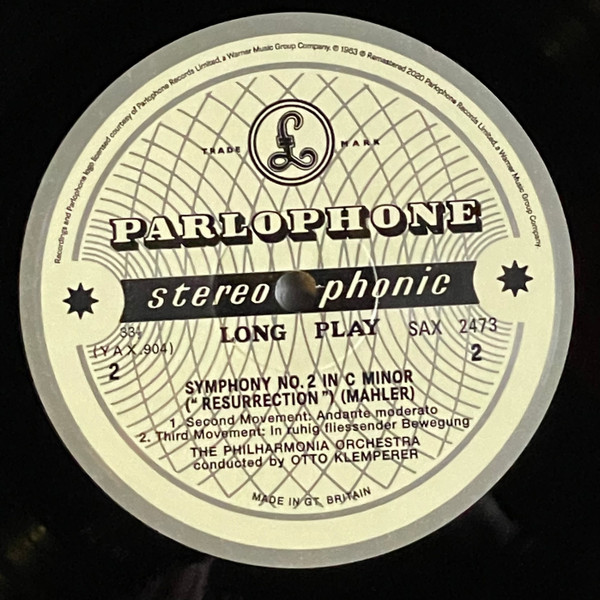 Recordings and Parlophone logo licensed courtesy of Parlophone Records Limited, a Warner Music Group Company. ℗ 1963 ℗ Remastered 2020 Parlophone Records Limited, a Warner Music Group Company
TRADE £ MARK
PARLOPHONE
stereophonic
33⅓ LONG PLAY SAX 2473
(YAX.904) 2
2
SYMPHONY NO. 2 IN C MINOR
("RESURRECTION") (MAHLER)
1. Second Movement: Andante moderato
2. Third Movement: In ruhig fliessender Bewegung
THE PHILHARMONIA ORCHESTRA
conducted by OTTO KLEMPERER
MADE IN GT. BRITAIN